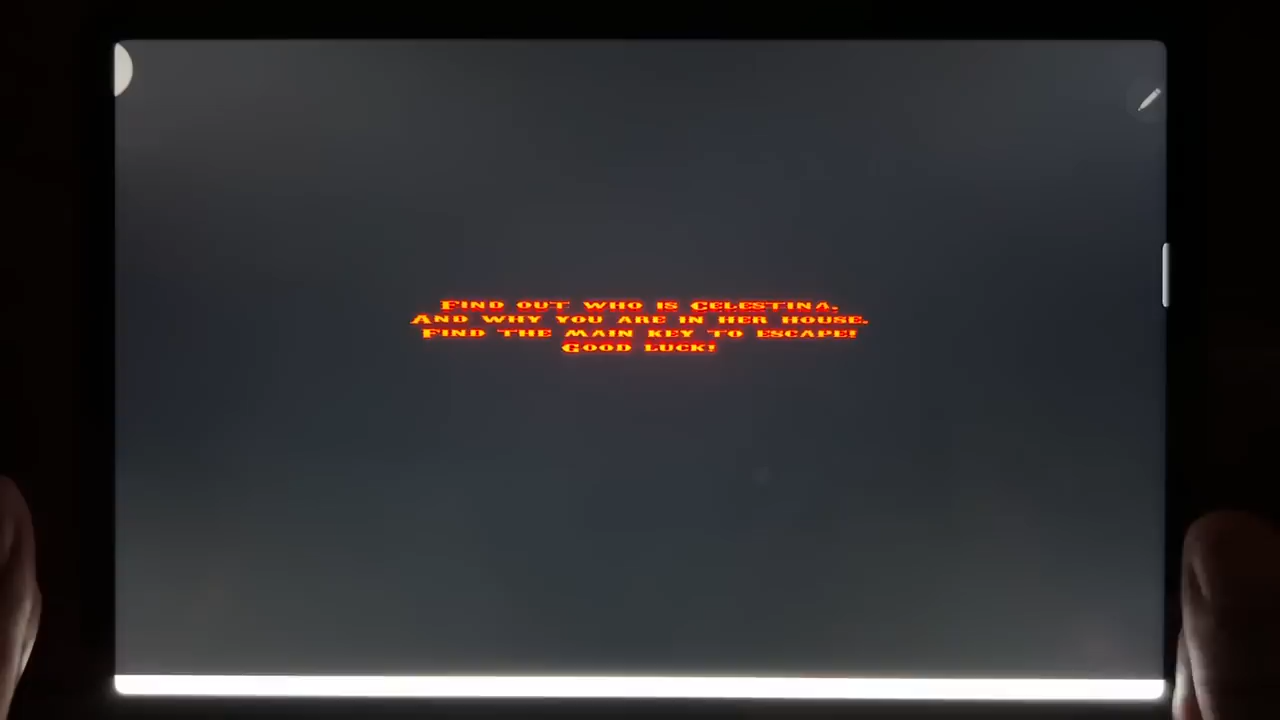 Find out who is Celestina.
And why you are in her house.
Find the main key to escape!
Good luck!